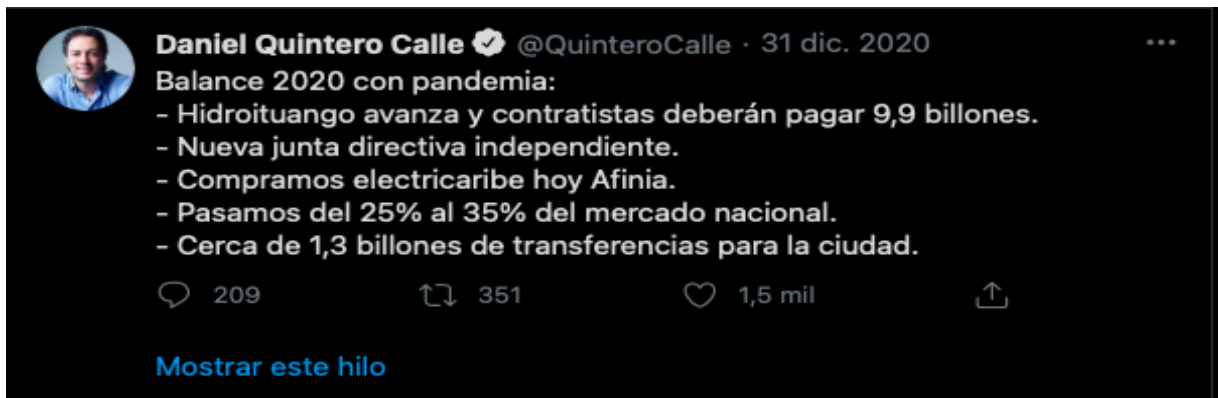 Daniel Quintero Calle @QuinteroCalle · 31 dic. 2020
Balance 2020 con pandemia:
- Hidroituango avanza y contratistas deberán pagar 9,9 billones.
- Nueva junta directiva independiente.
- Compramos electricaribe hoy Afinia.
- Pasamos del 25% al 35% del mercado nacional.
- Cerca de 1,3 billones de transferencias para la ciudad.
209 351 1,5 mil
Mostrar este hilo